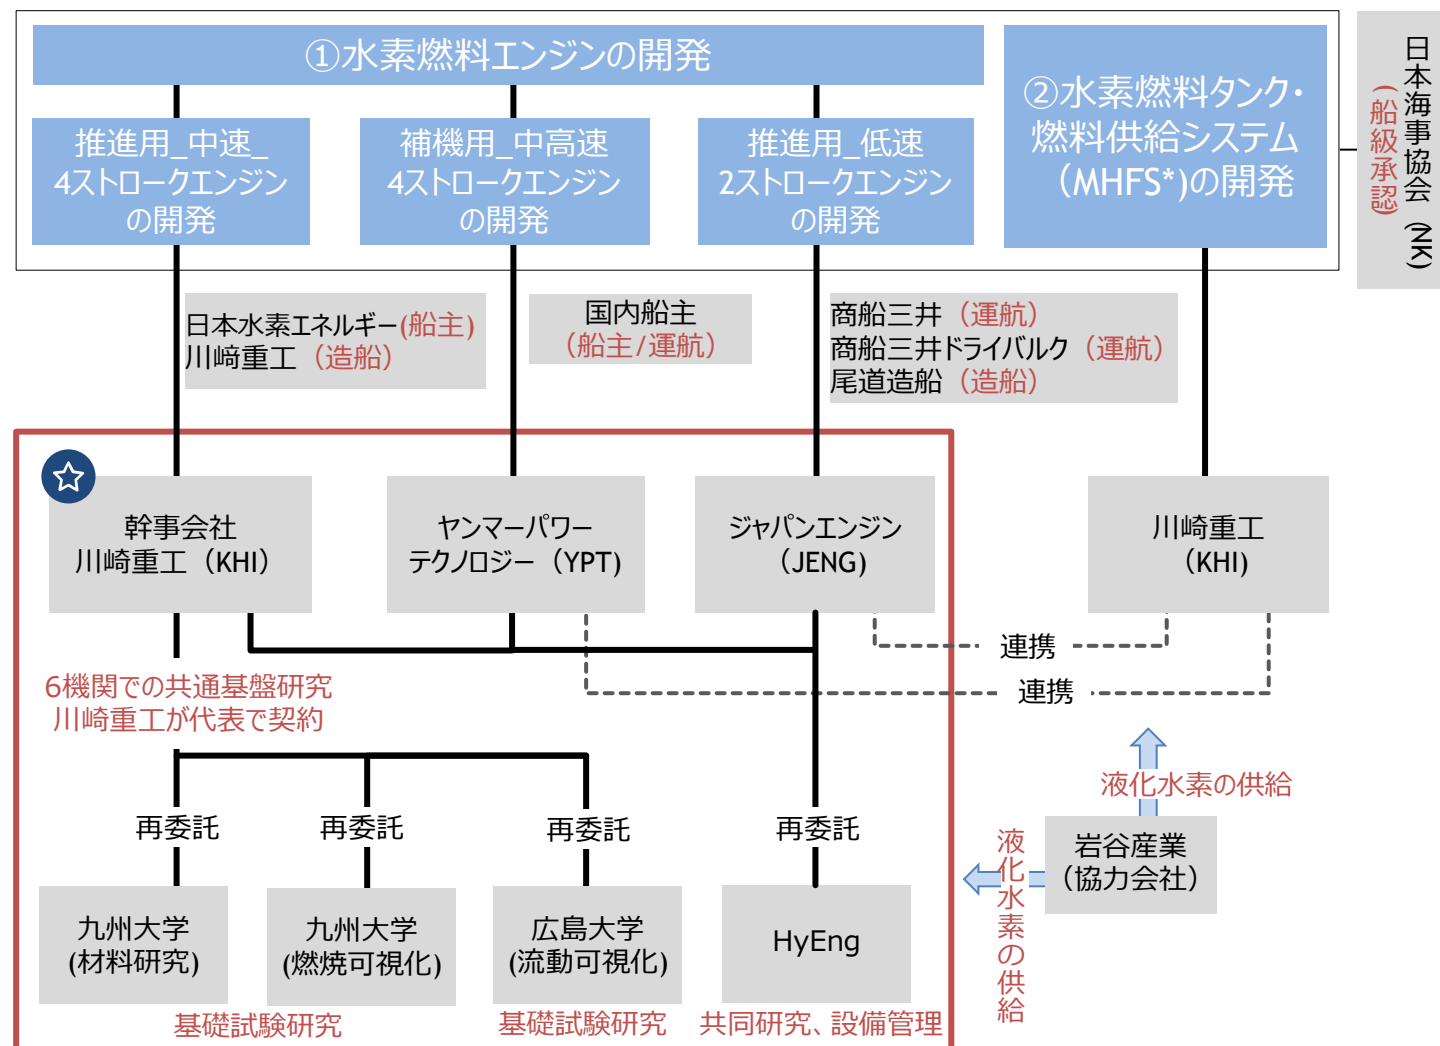 ①水素燃料エンジンの開発
推進用_中速_
4ストロークエンジン
の開発
補機用_中高速
4ストロークエンジン
の開発
推進用_低速
2ストロークエンジン
の開発
②水素燃料タンク・
燃料供給システム
（MHFS*)の開発
日本海事協会（NK)
（船級承認）
日本水素エネルギー(船主)
川﨑重工（造船）
国内船主
（船主/運航）
商船三井（運航）
商船三井ドライバルク（運航）
尾道造船（造船）
幹事会社
川崎重工（KHI）
ヤンマーパワー
テクノロジー（YPT)
ジャパンエンジン
（JENG)
川崎重工
（KHI)
連携
連携
6機関での共通基盤研究
川崎重工が代表で契約
再委託
再委託
再委託
再委託
液化水素の供給
液化水素の供給
岩谷産業
（協力会社）
九州大学
(材料研究)
九州大学
(燃焼可視化)
広島大学
(流動可視化)
HyEng
基礎試験研究
基礎試験研究
共同研究、設備管理